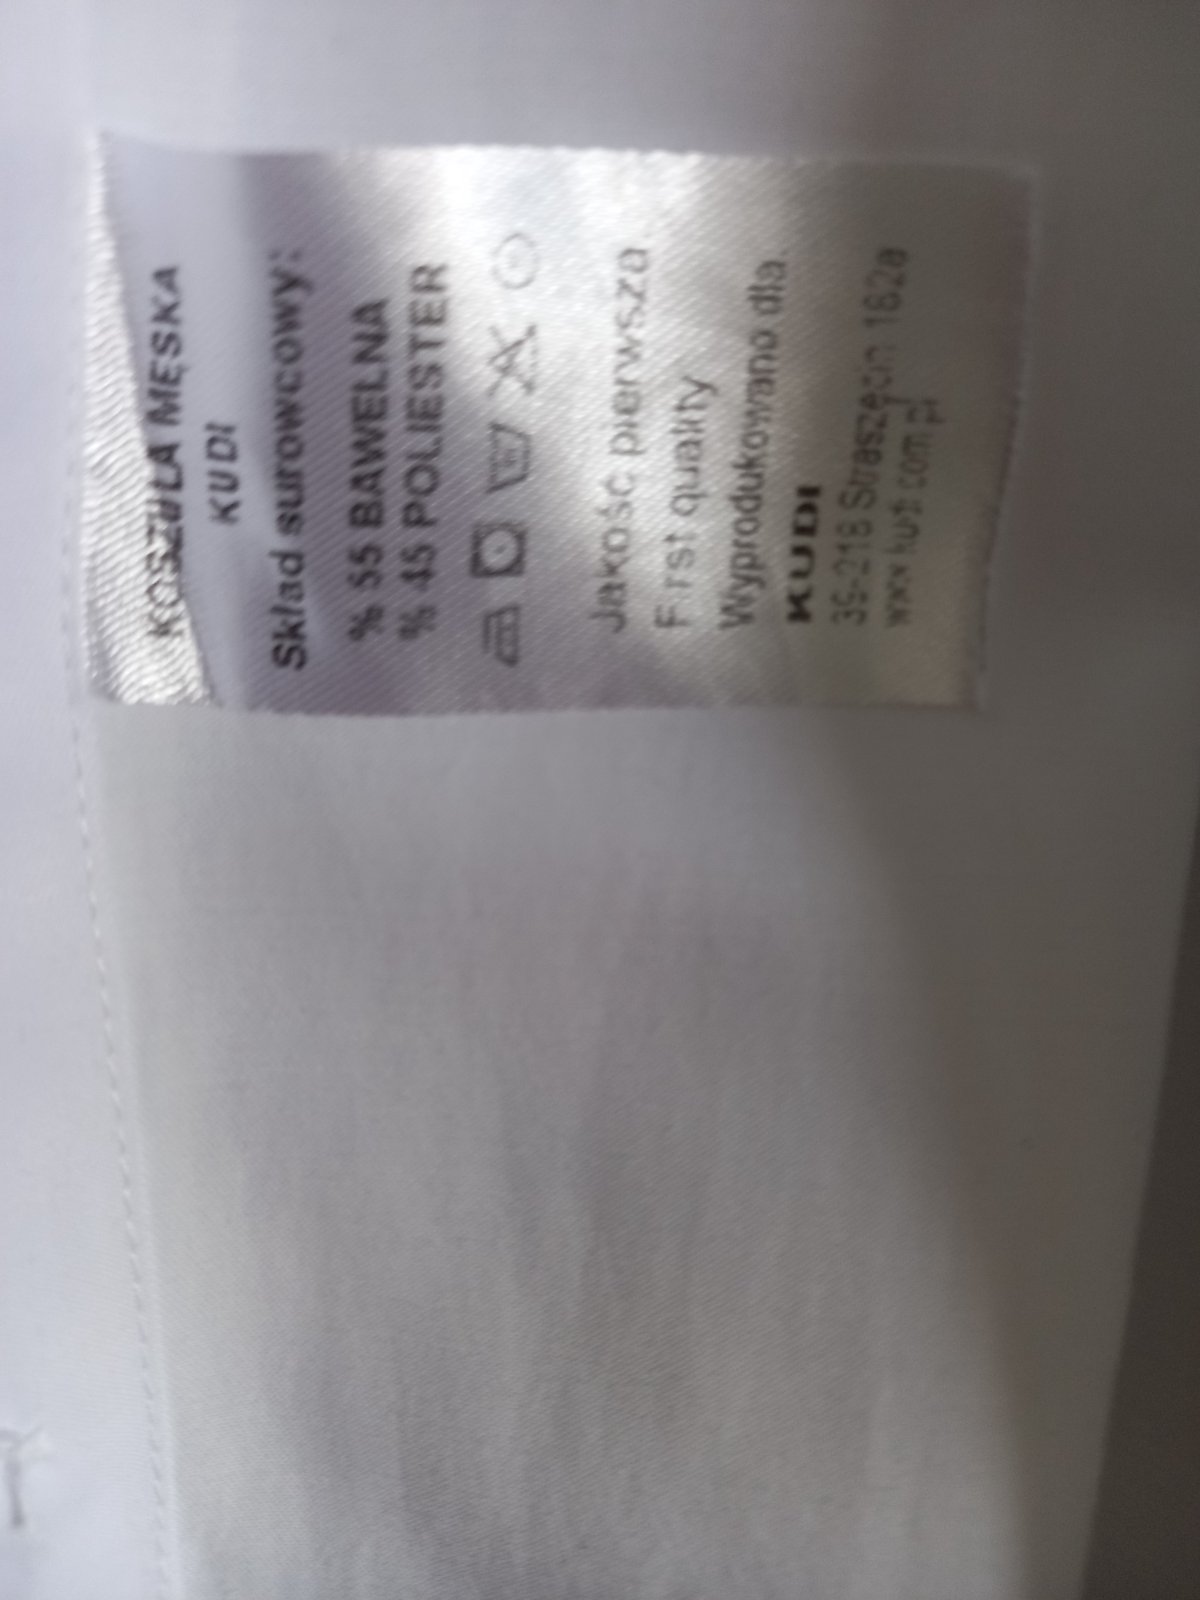 KOSZULA MĘSKA
KUDI
Skład surowcowy:
% 55 BAWEŁNA
% 45 POLIESTER
Jakość pierwsza
First quality
Wyprodukowano dla.
KUDI
39-218 Straszęcin 182a
www.kudi.com.pl